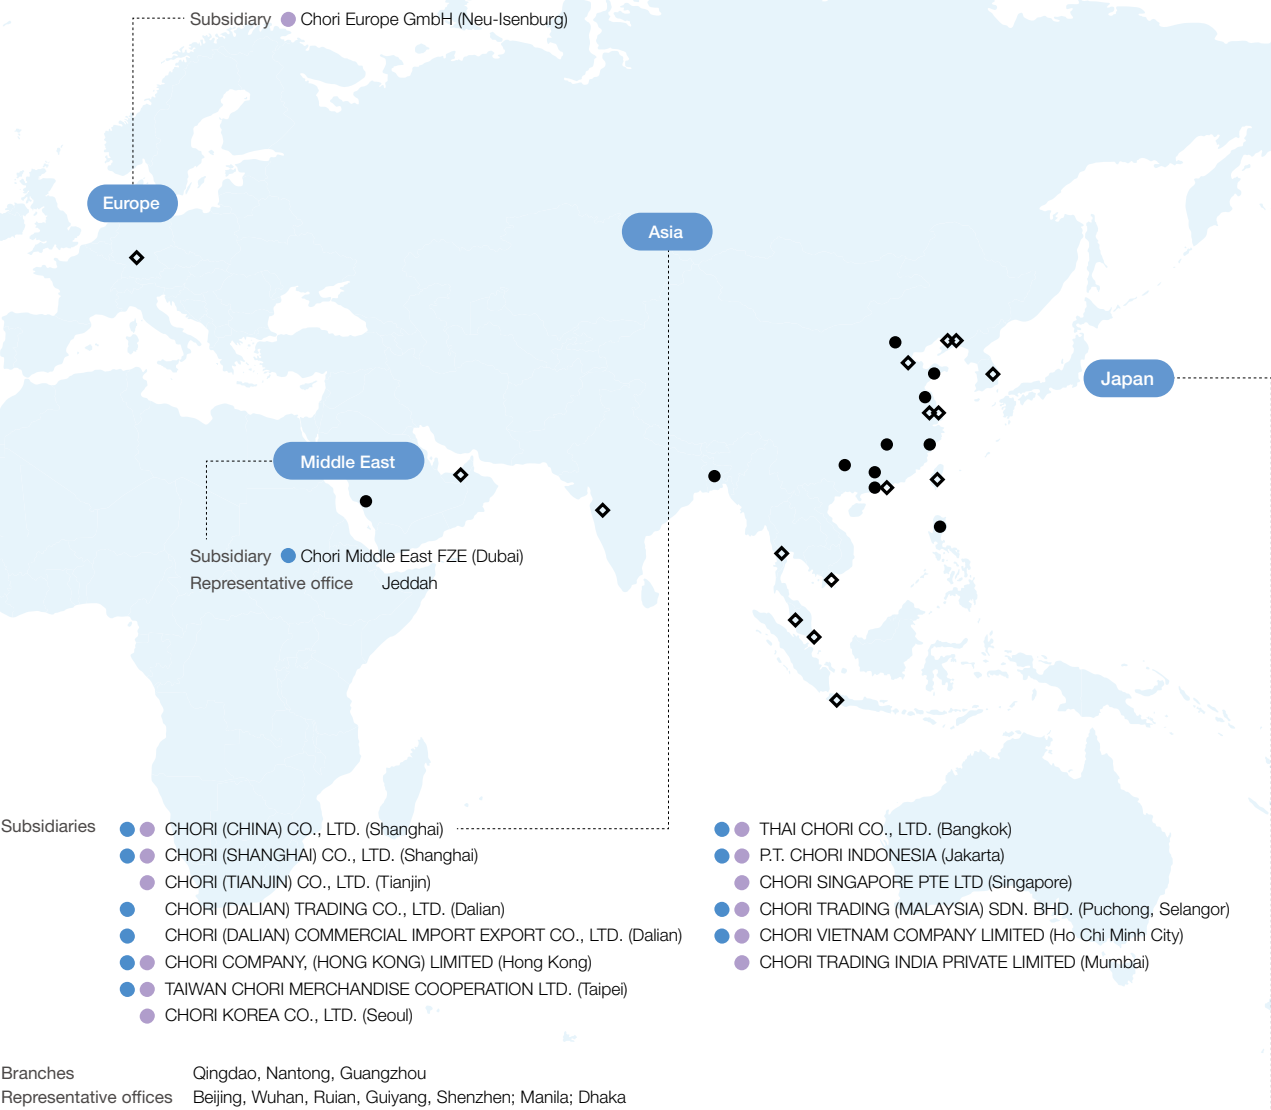 Subsidiary Chori Europe GmbH (Neu-Isenburg)
Europe
Asia
Japan
Middle East
Subsidiary Chori Middle East FZE (Dubai)
Representative office Jeddah
Subsidiaries
CHORI (CHINA) CO., LTD. (Shanghai)
CHORI (SHANGHAI) CO., LTD. (Shanghai)
CHORI (TIANJIN) CO., LTD. (Tianjin)
CHORI (DALIAN) TRADING CO., LTD. (Dalian)
CHORI (DALIAN) COMMERCIAL IMPORT EXPORT CO., LTD. (Dalian)
CHORI COMPANY, (HONG KONG) LIMITED (Hong Kong)
TAIWAN CHORI MERCHANDISE COOPERATION LTD. (Taipei)
CHORI KOREA CO., LTD. (Seoul)
THAI CHORI CO., LTD. (Bangkok)
P.T. CHORI INDONESIA (Jakarta)
CHORI SINGAPORE PTE LTD (Singapore)
CHORI TRADING (MALAYSIA) SDN. BHD. (Puchong, Selangor)
CHORI VIETNAM COMPANY LIMITED (Ho Chi Minh City)
CHORI TRADING INDIA PRIVATE LIMITED (Mumbai)
Branches Qingdao, Nantong, Guangzhou
Representative offices Beijing, Wuhan, Ruian, Guiyang, Shenzhen; Manila; Dhaka